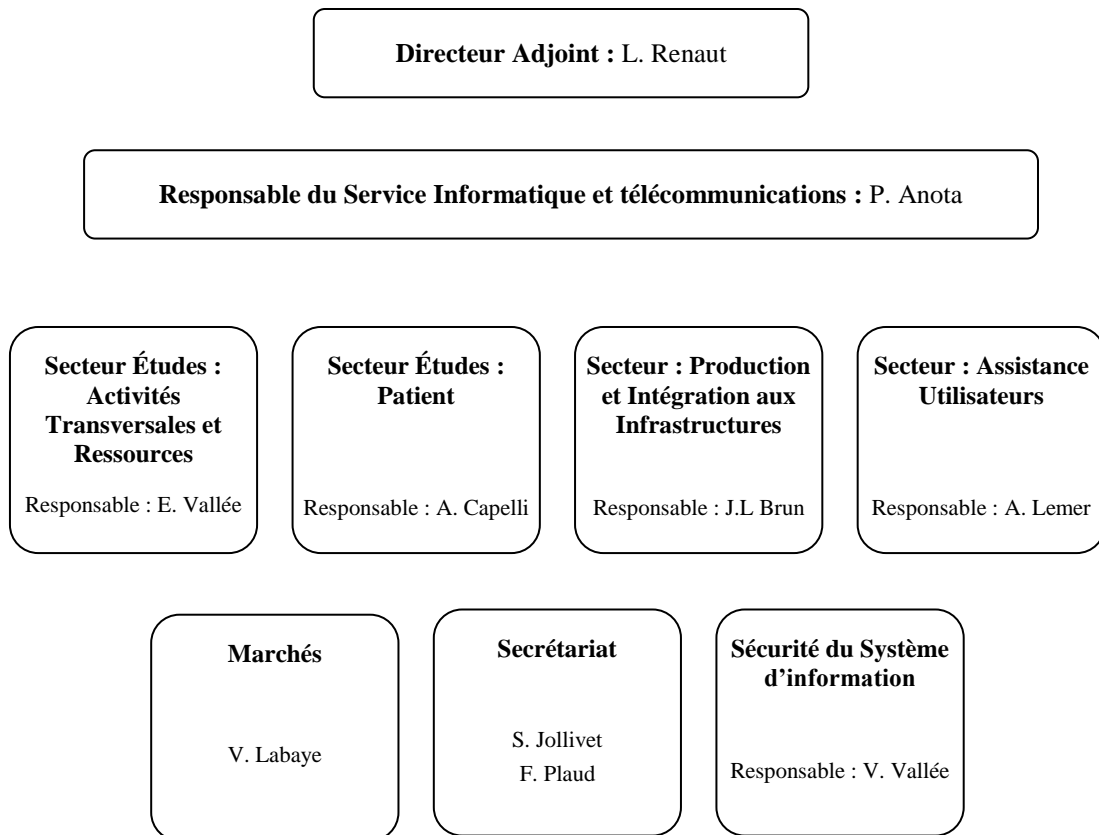 Directeur Adjoint : L. Renaut
Responsable du Service Informatique et télécommunications : P. Anota
Secteur Études :
Activités
Transversales et
Ressources
Responsable : E. Vallée
Secteur Études :
Patient
Responsable : A. Capelli
Secteur : Production
et Intégration aux
Infrastructures
Responsable : J.L Brun
Secteur : Assistance
Utilisateurs
Responsable : A. Lemer
Marchés
V. Labaye
Secrétariat
S. Jollivet
F. Plaud
Sécurité du Système
d’information
Responsable : V. Vallée